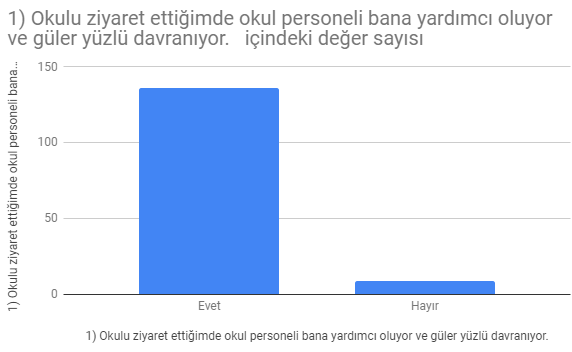 1) Okulu ziyaret ettiğimde okul personeli bana yardımcı oluyor
ve güler yüzlü davranıyor.   içindeki değer sayısı
1) Okulu ziyaret ettiğimde okul personeli bana...
150
100
50
0
Evet
Hayır
1) Okulu ziyaret ettiğimde okul personeli bana yardımcı oluyor ve güler yüzlü davranıyor.